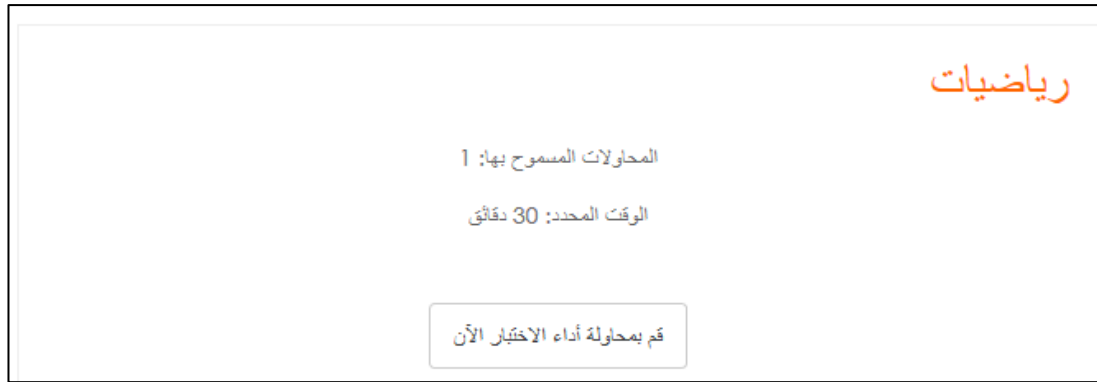 رياضيات
المحاولات المسموح بها: 1
الوقت المحدد: 30 دقائق
قم بمحاولة أداء الاختبار الآن